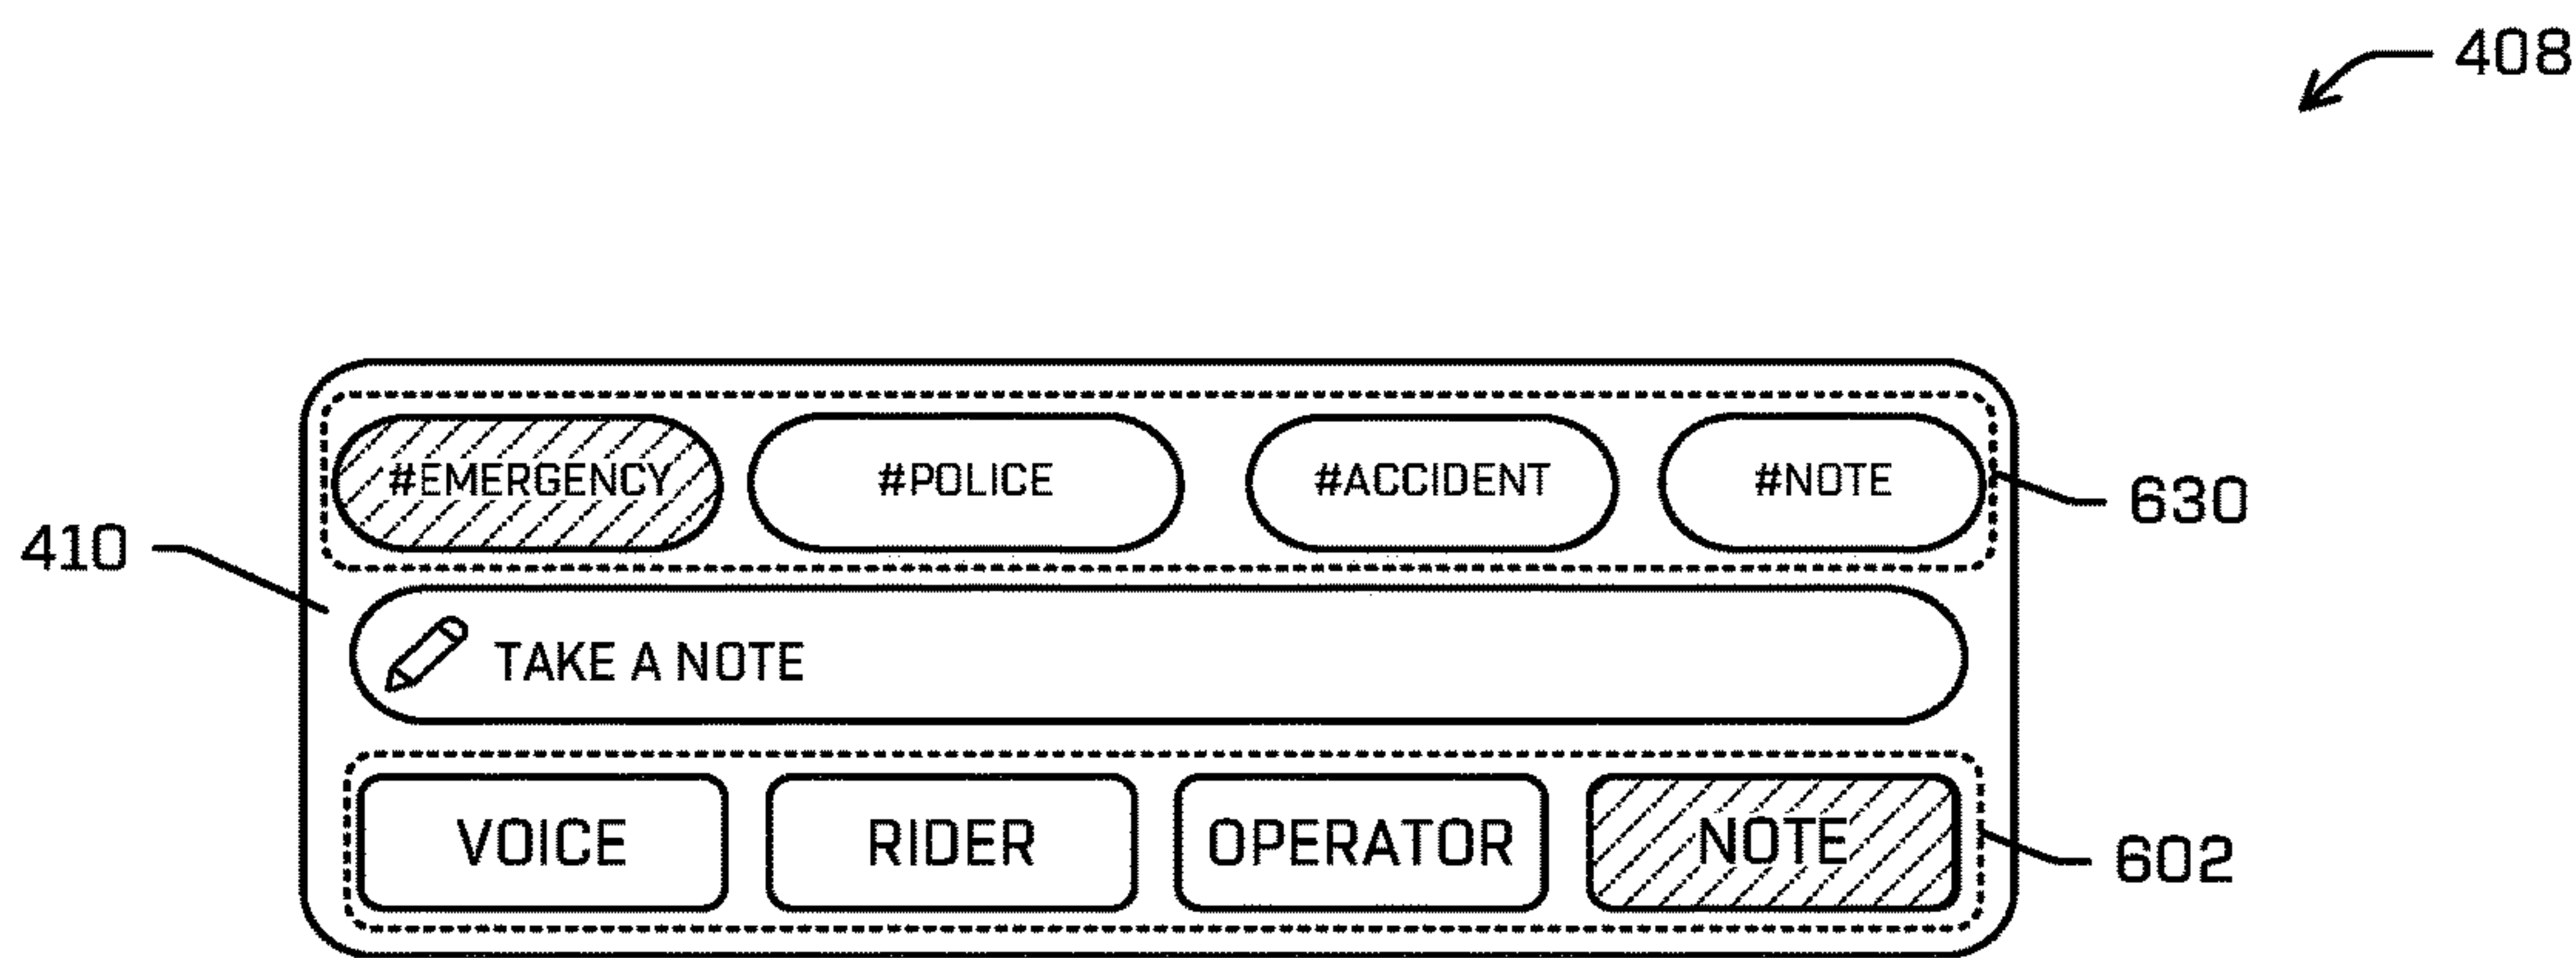 408
#EMERGENCY #POLICE #ACCIDENT #NOTE
630
410
TAKE A NOTE
VOICE RIDER OPERATOR NOTE
602